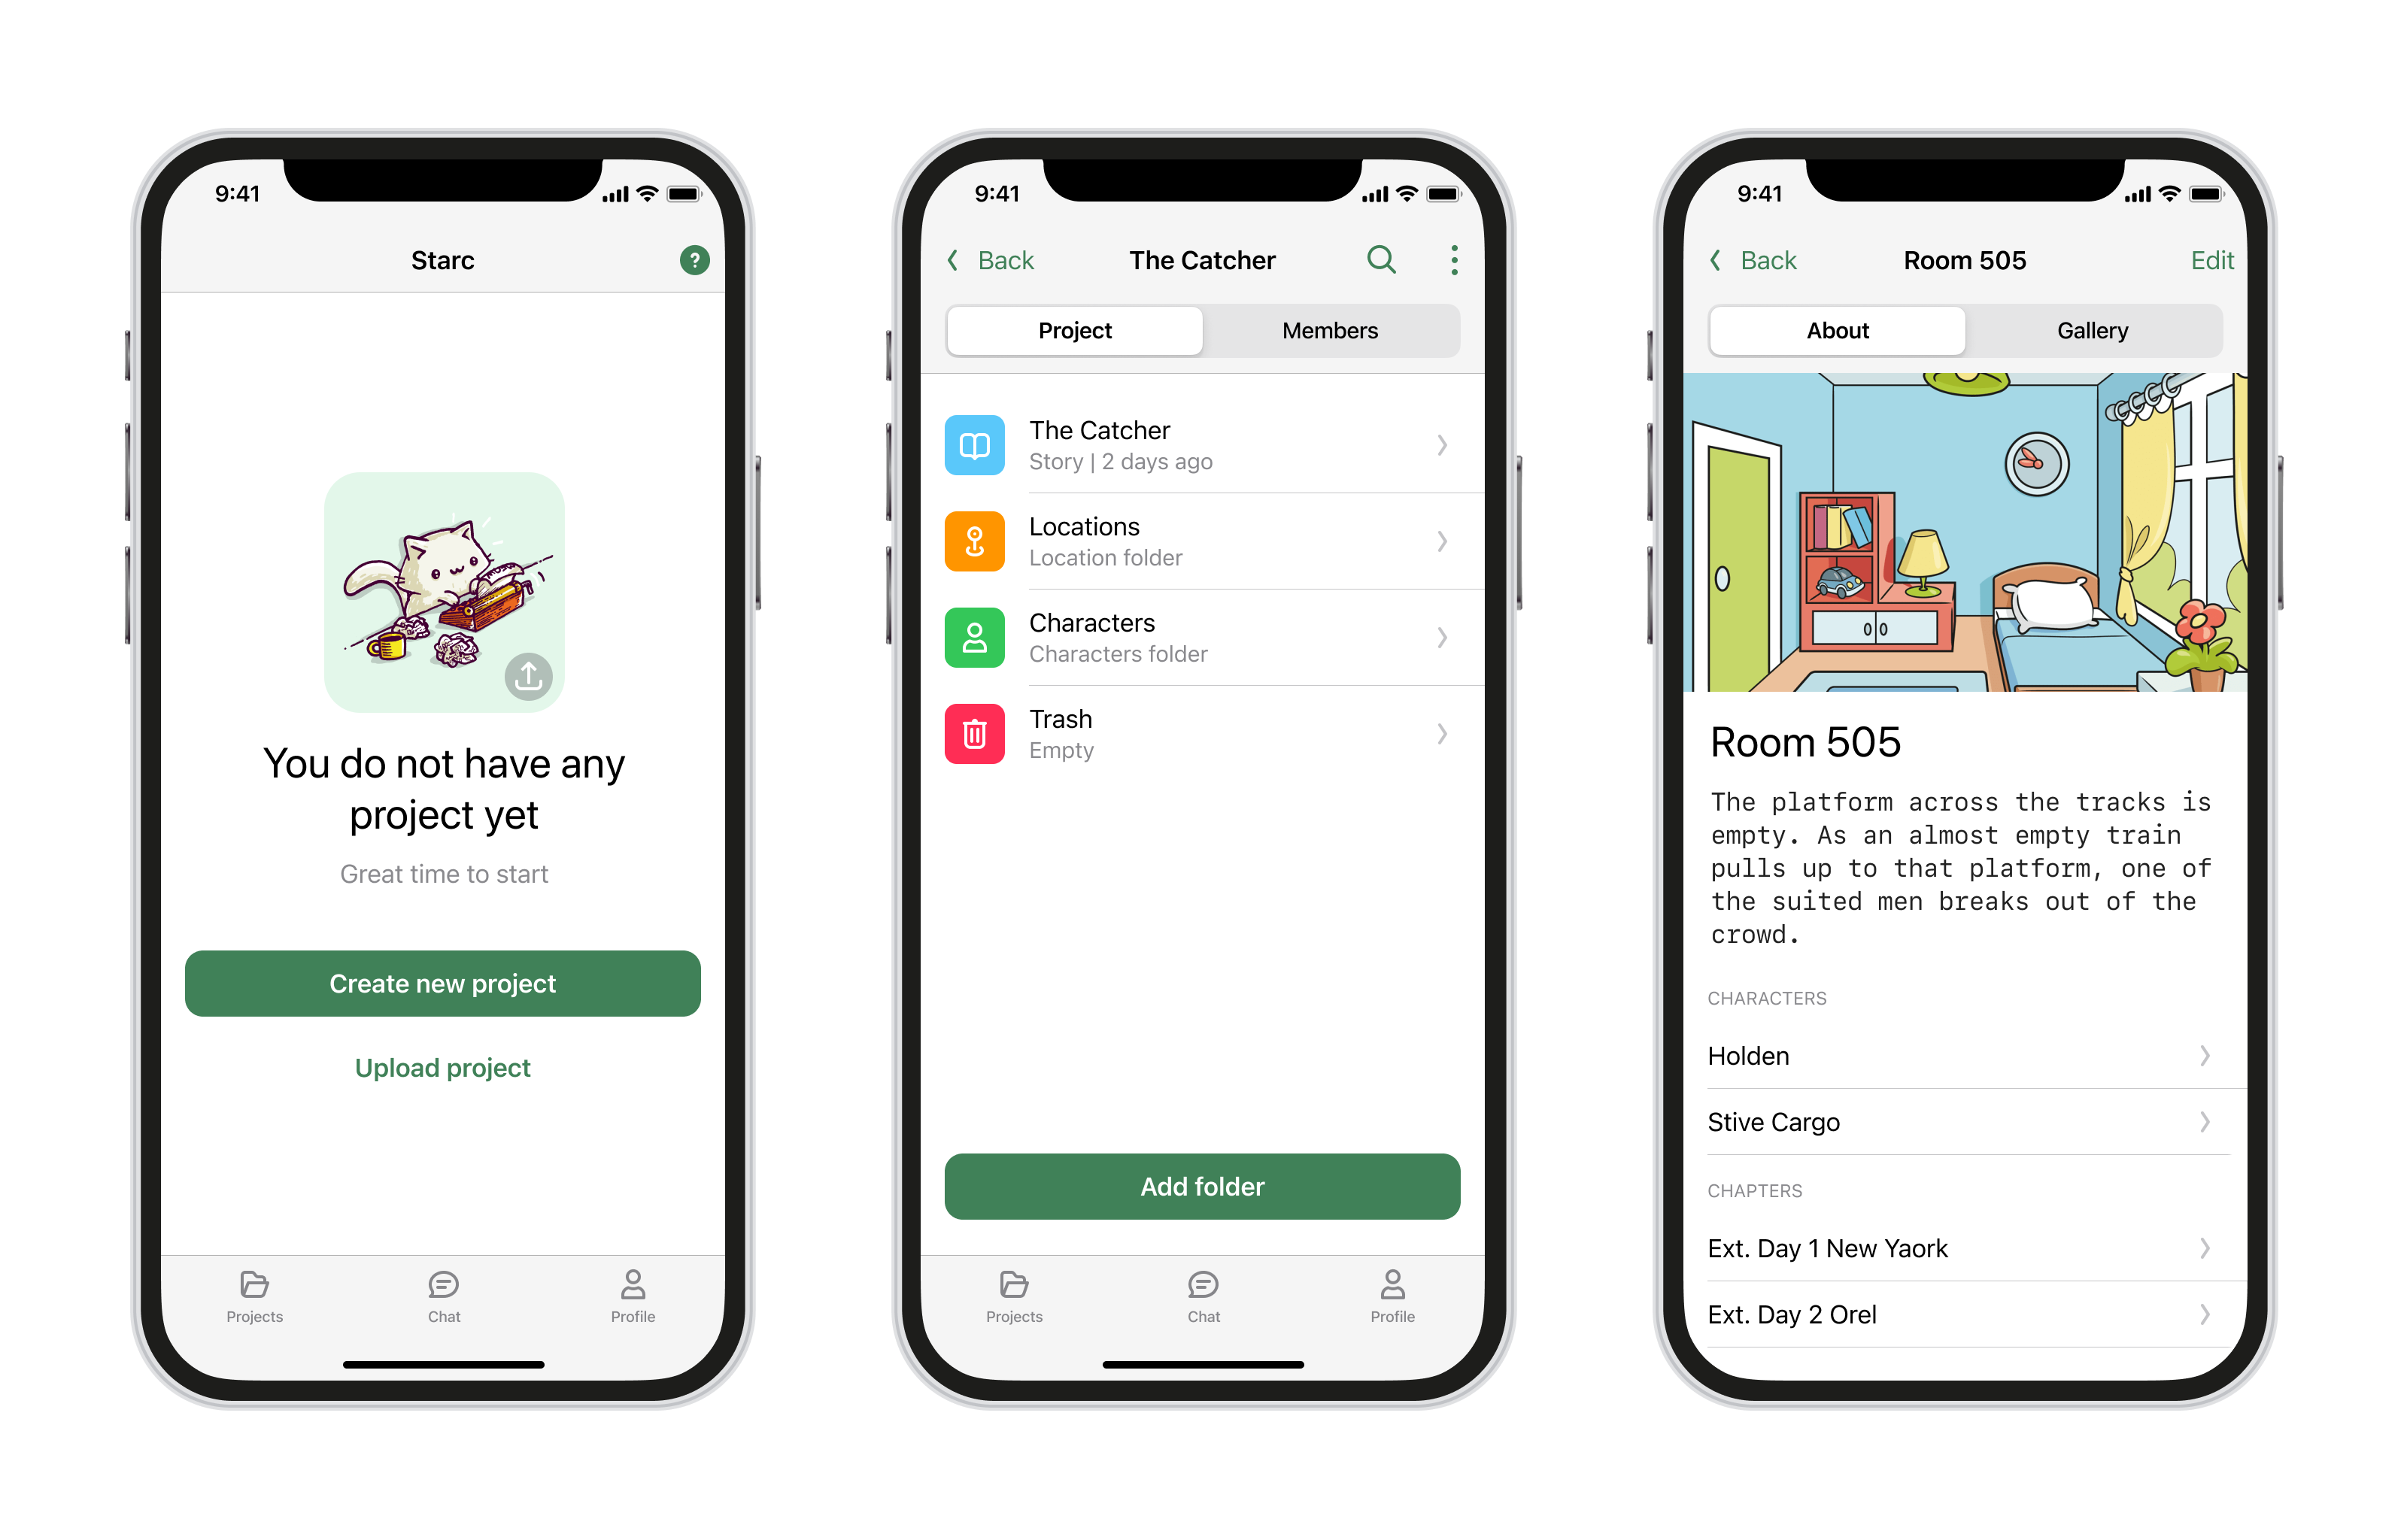 9:41
Starc
?
You do not have any
project yet
Great time to start
Create new project
Upload project
Projects
Chat
Profile
9:41
Back
The Catcher
Project
Members
The Catcher
Story | 2 days ago
Locations
Location folder
Characters
Characters folder
Trash
Empty
Add folder
Projects
Chat
Profile
9:41
Back
Room 505
Edit
About
Gallery
Room 505
The platform across the tracks is
empty. As an almost empty train
pulls up to that platform, one of
the suited men breaks out of the
crowd.
CHARACTERS
Holden
Stive Cargo
CHAPTERS
Ext. Day 1 New Yaork
Ext. Day 2 Orel